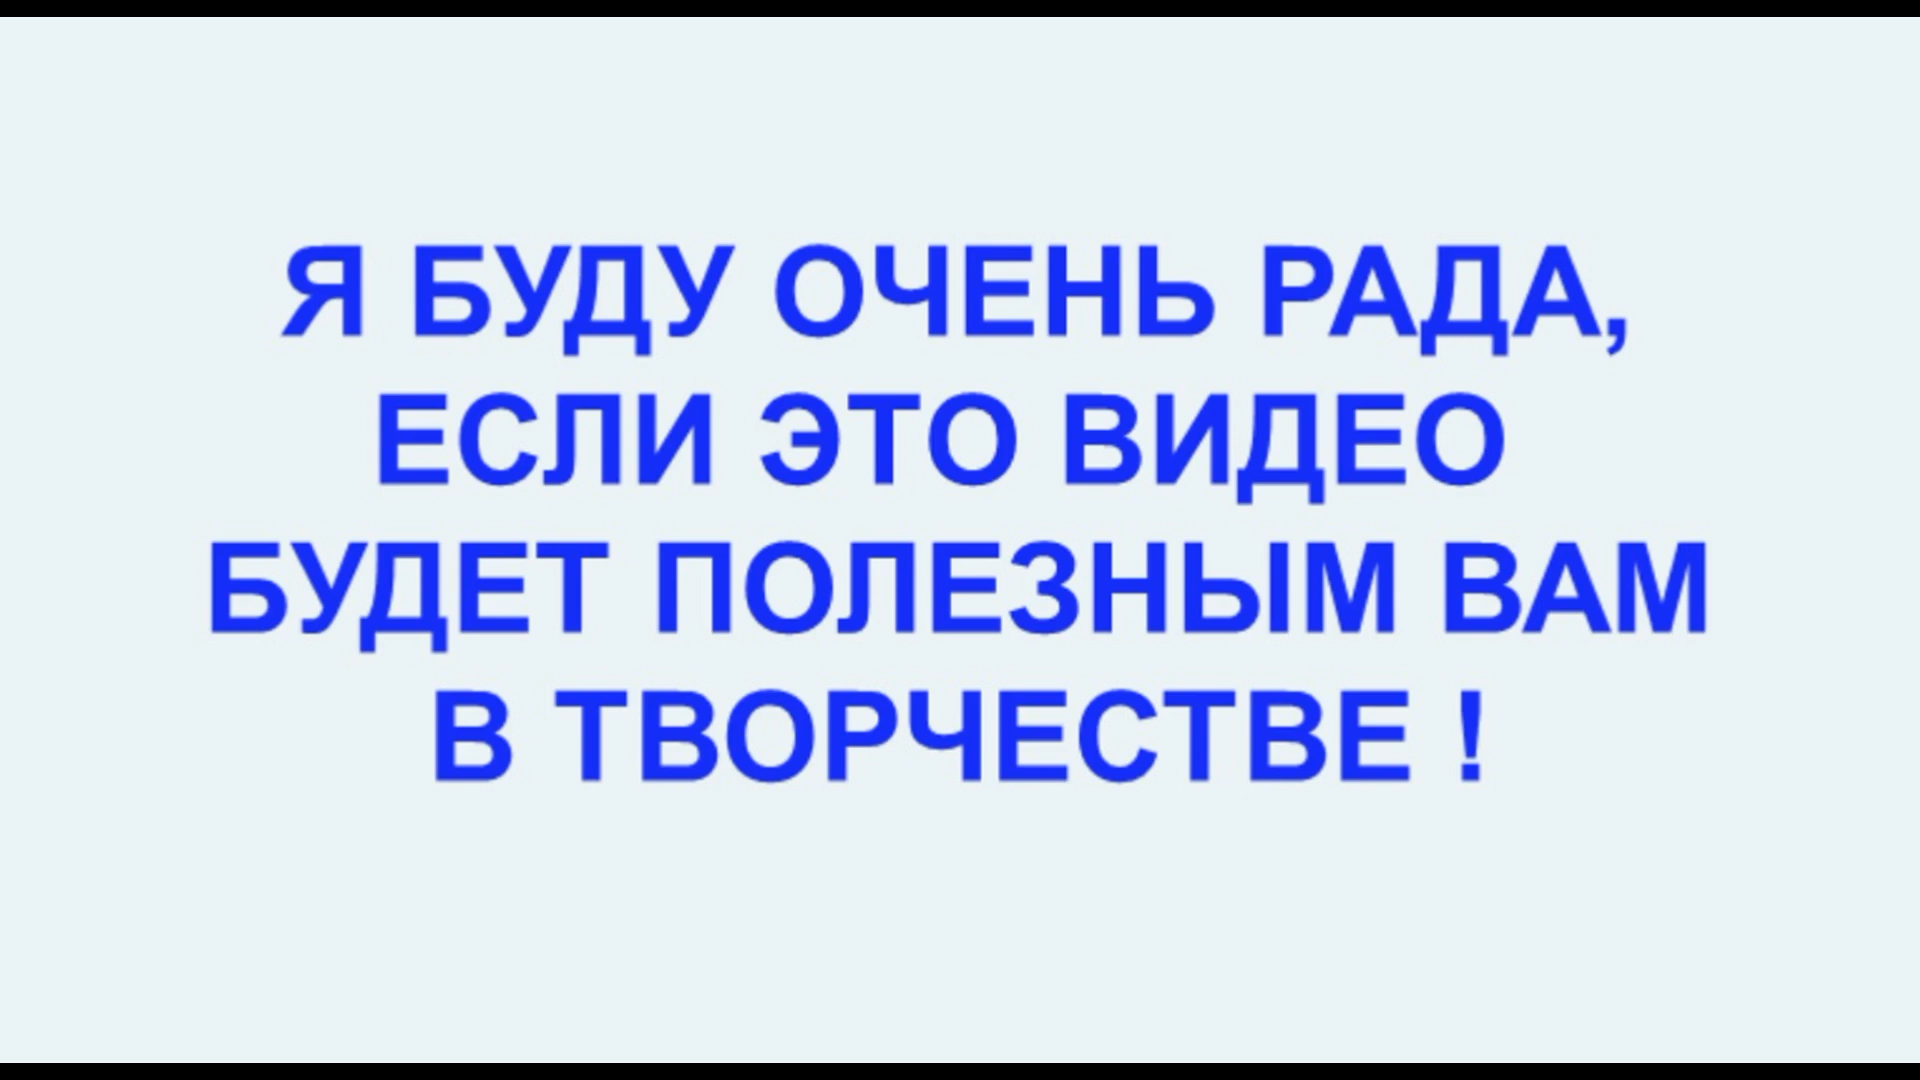 Я БУДУ ОЧЕНЬ РАДА,
ЕСЛИ ЭТО ВИДЕО
БУДЕТ ПОЛЕЗНЫМ ВАМ
В ТВОРЧЕСТВЕ !